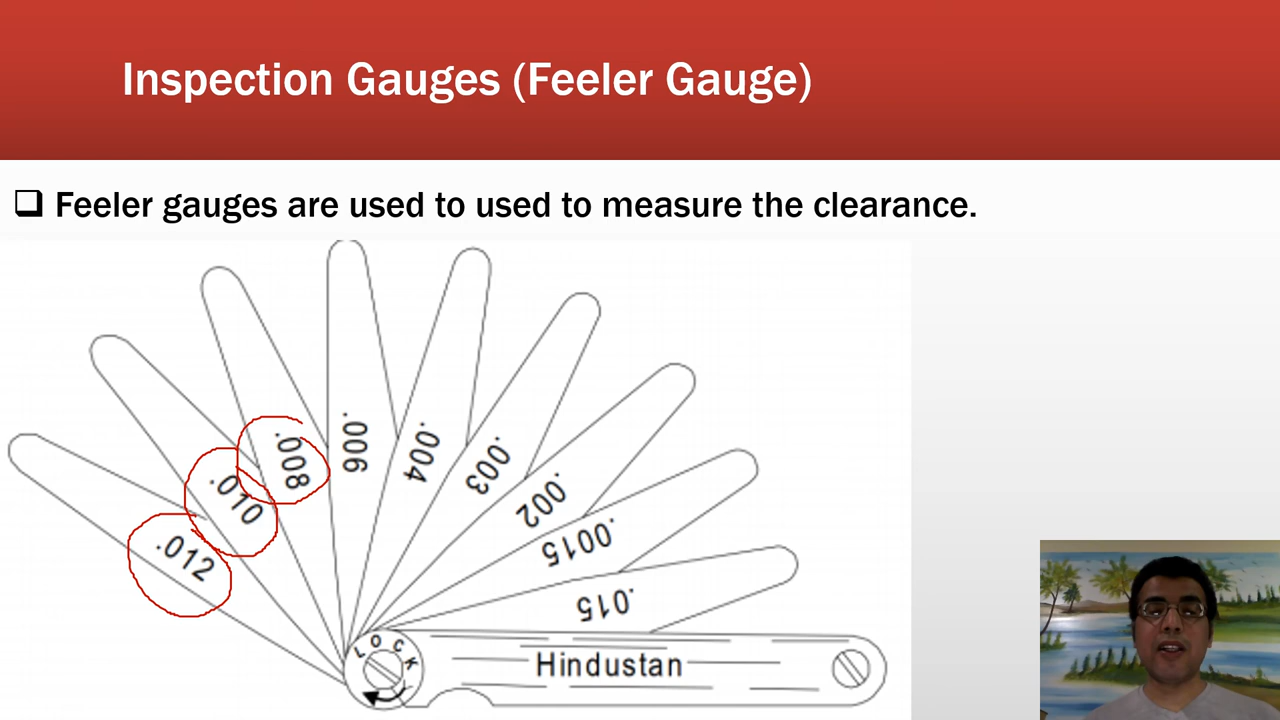 Inspection Gauges (Feeler Gauge)
Feeler gauges are used to used to measure the clearance.
.012
.010
.008
.006
.004
.003
.002
.0015
.015
LOCK
Hindustan